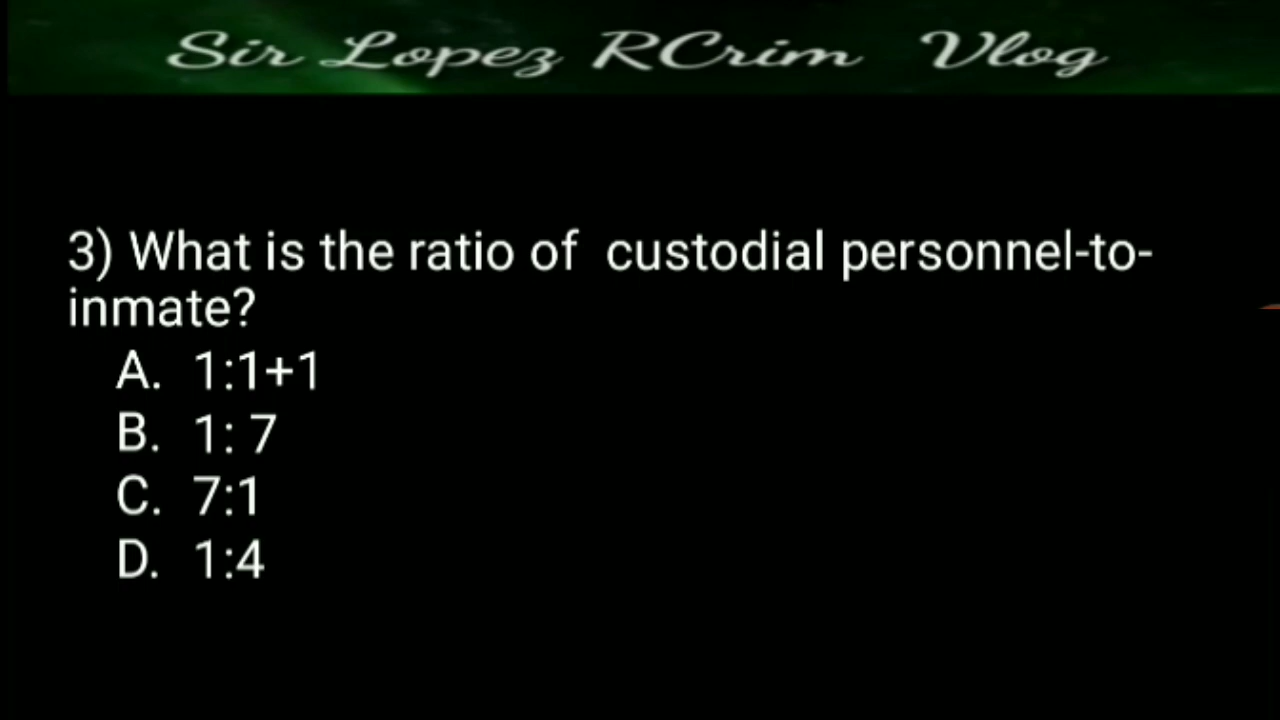 Sir Lopez RCrim Vlog
3) What is the ratio of custodial personnel-to-
inmate?
A. 1:1+1
B. 1: 7
C. 7:1
D. 1:4